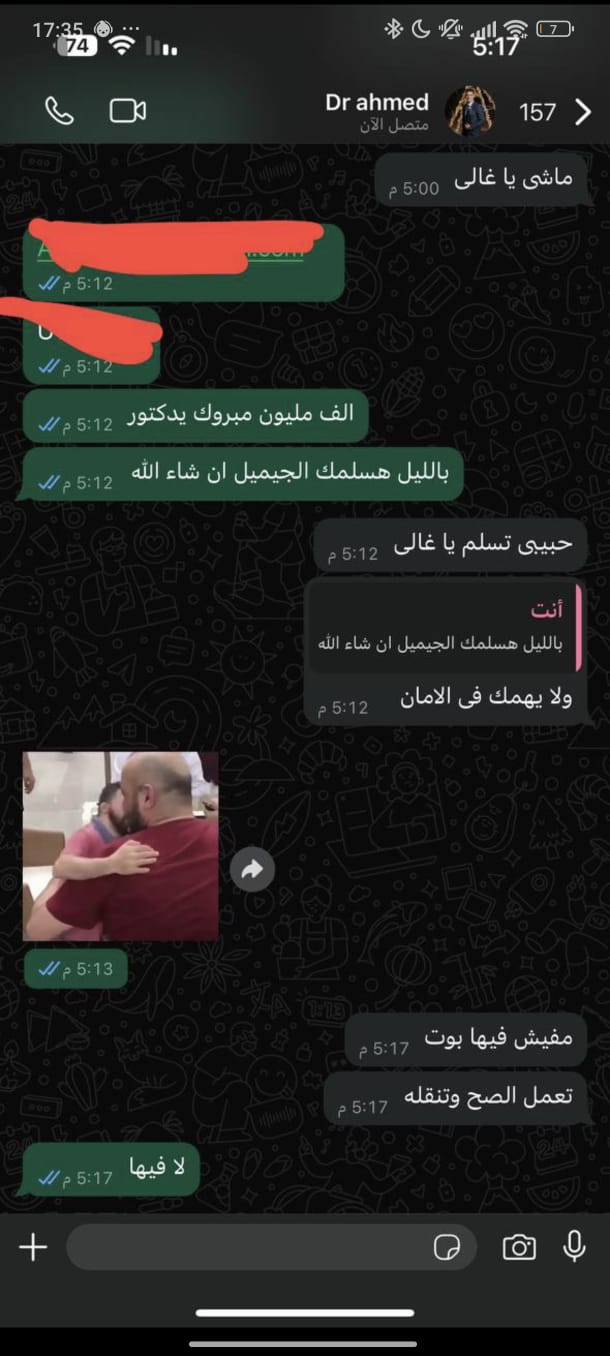 17:35
74
7
5:17
Dr ahmed
متصل الآن
157
ماشى يا غالى
5:00 م
5:12 م
5:12 م
الف مليون مبروك يدكتور
5:12 م
بالليل هسلمك الجيميل ان شاء الله
5:12 م
حبيبى تسلم يا غالى
5:12 م
أنت
بالليل هسلمك الجيميل ان شاء الله
ولا يهمك فى الامان
5:12 م
5:13 م
مفيش فيها بوت
5:17 م
تعمل الصح وتنقله
5:17 م
لا فيها
5:17 م